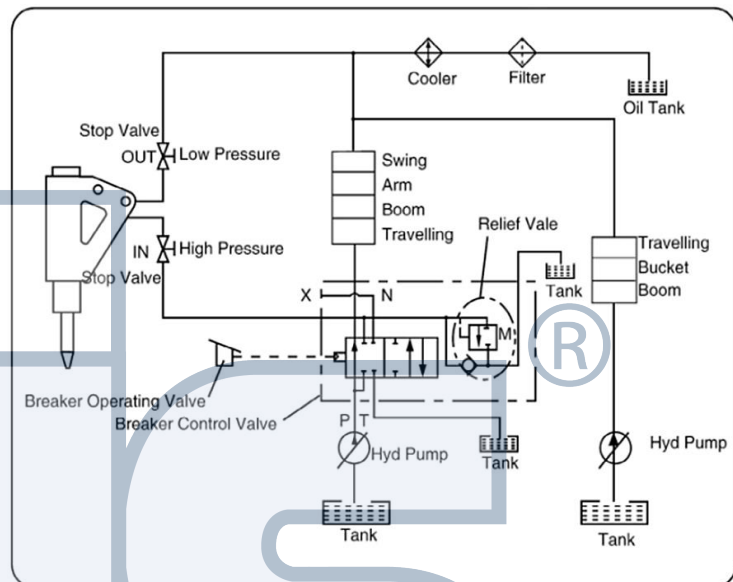 Cooler
Filter
Oil Tank
Stop Valve
OUT
Low Pressure
Swing
Arm
Boom
Travelling
Relief Vale
IN
High Pressure
Stop Valve
Tank
Travelling
Bucket
Boom
X
N
M
®
Breaker Operating Valve
Breaker Control Valve
P T
Hyd Pump
Tank
Hyd Pump
Tank
Tank